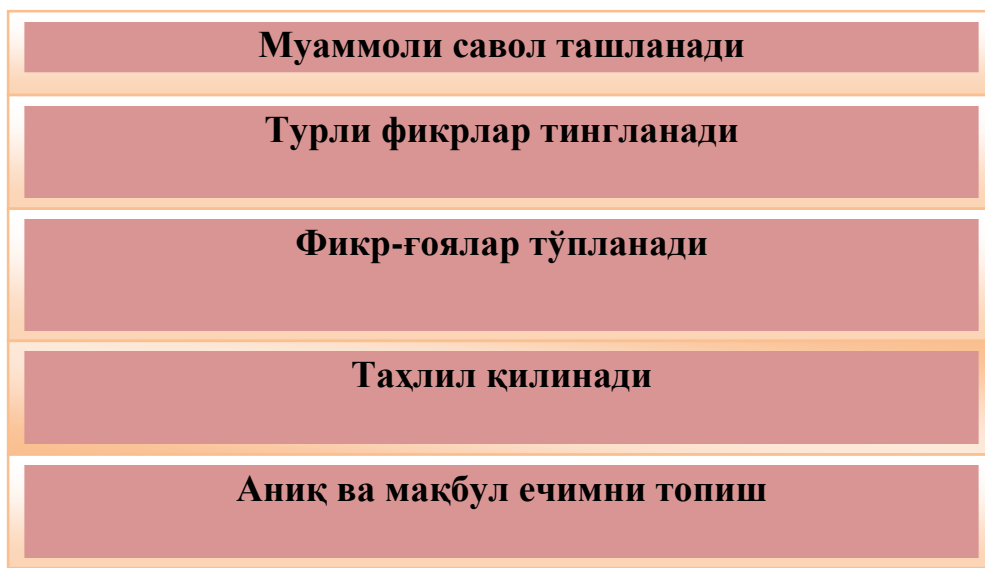 Муаммоли савол ташланади
Турли фикрлар тингланади
Фикр-ғоялар тўпланади
Таҳлил қилинади
Аниқ ва мақбул ечимни топиш